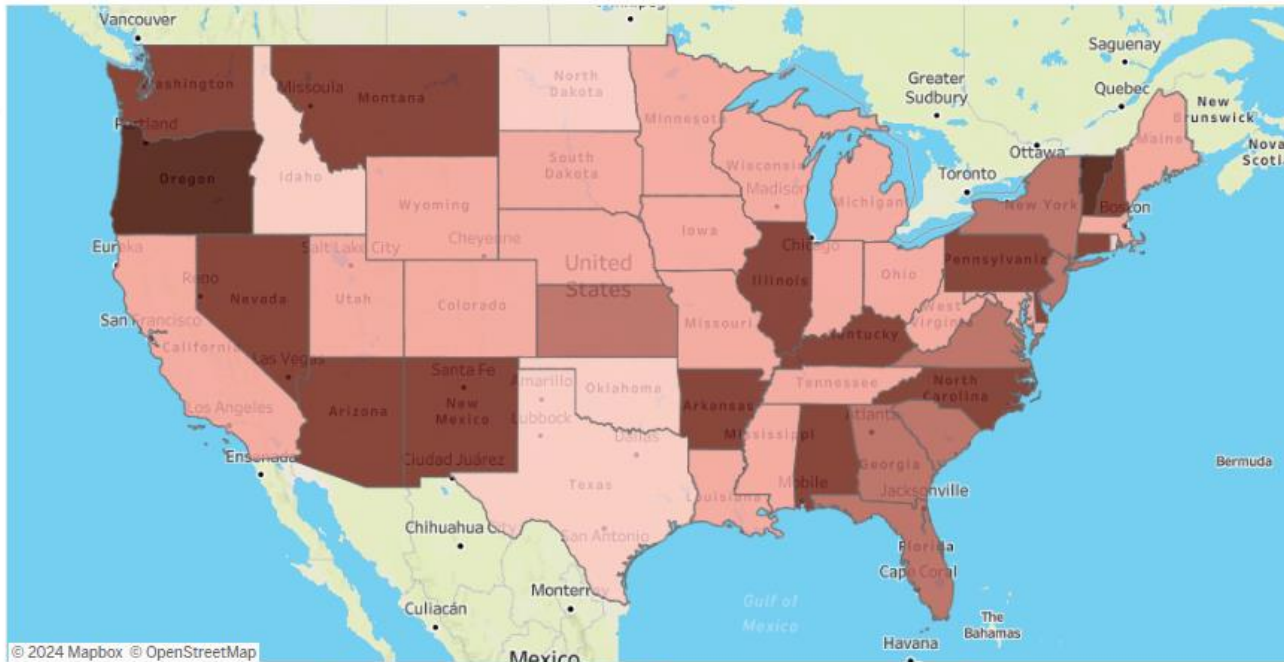 Vancouver
Saguenay
Greater
Sudbury
Quebec
New
Brunswick
Ottawa
Toronto
Washington
Missoula
Montana
North
Dakota
Minnesota
Maine
Portland
Oregon
Idaho
South
Dakota
Wisconsin
Madison
Michigan
New York
Boston
Wyoming
Cheyenne
Iowa
Chicago
Pennsylvania
Eureka
Salt Lake City
United
States
Illinois
Ohio
Reno
Nevada
Utah
Colorado
Missouri
West
Virginia
San Francisco
California
Kentucky
Las Vegas
Santa Fe
New
Mexico
Amarillo
Oklahoma
Tennessee
North
Carolina
Los Angeles
Arizona
Lubbock
Arkansas
Atlanta
Mississippi
Georgia
Dallas
Ensenada
Ciudad Juárez
Bermuda
Texas
Louisiana
Mobile
Jacksonville
Chihuahua City
San Antonio
Florida
Cape Coral
Monterrey
Gulf of
Mexico
Culiacán
The
Bahamas
Havana
Mexico
© 2024 Mapbox © OpenStreetMap